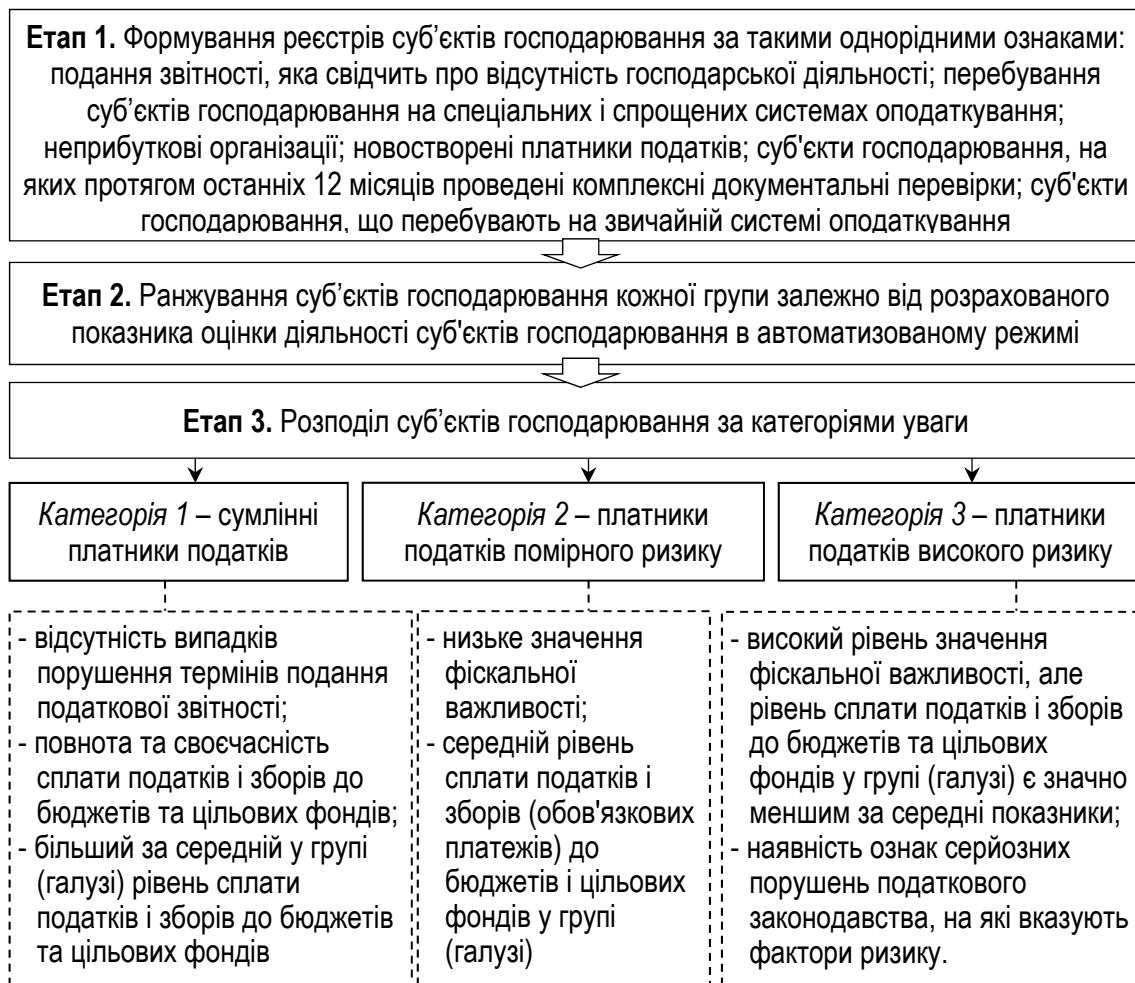 Етап 1. Формування реєстрів суб’єктів господарювання за такими однорідними ознаками:
подання звітності, яка свідчить про відсутність господарської діяльності; перебування
суб’єктів господарювання на спеціальних і спрощених системах оподаткування;
неприбуткові організації; новостворені платники податків; суб'єкти господарювання, на
яких протягом останніх 12 місяців проведені комплексні документальні перевірки; суб'єкти
господарювання, що перебувають на звичайній системі оподаткування
Етап 2. Ранжування суб’єктів господарювання кожної групи залежно від розрахованого
показника оцінки діяльності суб'єктів господарювання в автоматизованому режимі
Етап 3. Розподіл суб’єктів господарювання за категоріями уваги
Категорія 1 – сумлінні
платники податків
Категорія 2 – платники
податків помірного ризику
Категорія 3 – платники
податків високого ризику
- відсутність випадків
порушення термінів подання
податкової звітності;
- повнота та своєчасність
сплати податків і зборів до
бюджетів та цільових фондів;
- більший за середній у групі
(галузі) рівень сплати
податків і зборів до бюджетів
та цільових фондів
- низьке значення
фіскальної
важливості;
- середній рівень
сплати податків і
зборів (обов'язкових
платежів) до
бюджетів і цільових
фондів у групі
(галузі)
- високий рівень значення
фіскальної важливості, але
рівень сплати податків і зборів
до бюджетів та цільових
фондів у групі (галузі) є значно
меншим за середні показники;
- наявність ознак серйозних
порушень податкового
законодавства, на які вказують
фактори ризику.